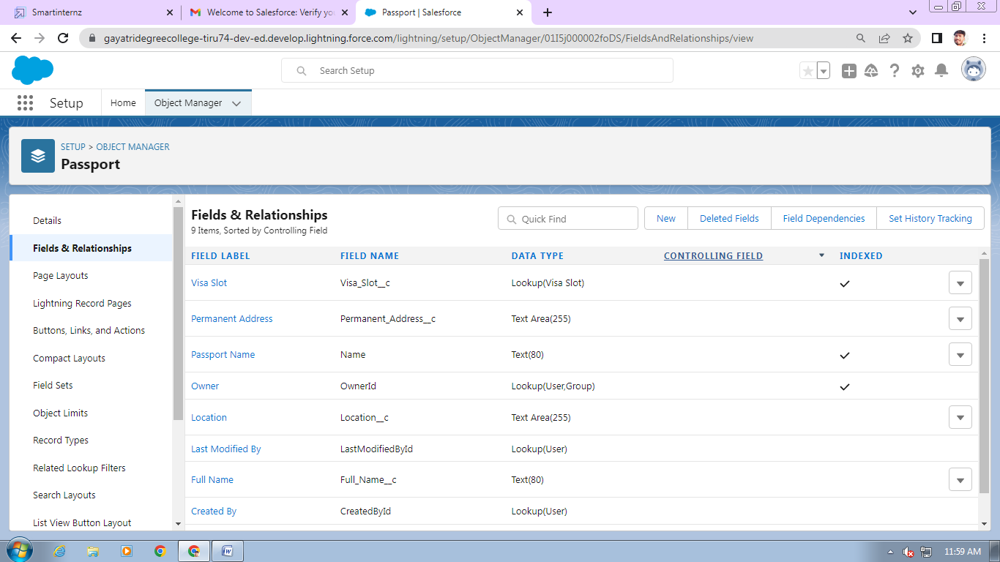 Smartinternz
Welcome to Salesforce: Verify yo
Passport | Salesforce
gayatridegreecollege-tiru74-dev-ed.develop.lightning.force.com/lightning/setup/ObjectManager/01I5j000002foDS/FieldsAndRelationships/view
Search Setup
Setup
Home
Object Manager
SETUP > OBJECT MANAGER
Passport
Details
Fields & Relationships
Page Layouts
Lightning Record Pages
Buttons, Links, and Actions
Compact Layouts
Field Sets
Object Limits
Record Types
Related Lookup Filters
Search Layouts
List View Button Layout
Fields & Relationships
9 Items, Sorted by Controlling Field
Quick Find
New
Deleted Fields
Field Dependencies
Set History Tracking
FIELD LABEL FIELD NAME DATA TYPE CONTROLLING FIELD INDEXED
Visa Slot Visa_Slot__c Lookup(Visa Slot)
Permanent Address Permanent_Address__c Text Area(255)
Passport Name Name Text(80)
Owner OwnerId Lookup(User,Group)
Location Location__c Text Area(255)
Last Modified By LastModifiedById Lookup(User)
Full Name Full_Name__c Text(80)
Created By CreatedById Lookup(User)
11:59 AM